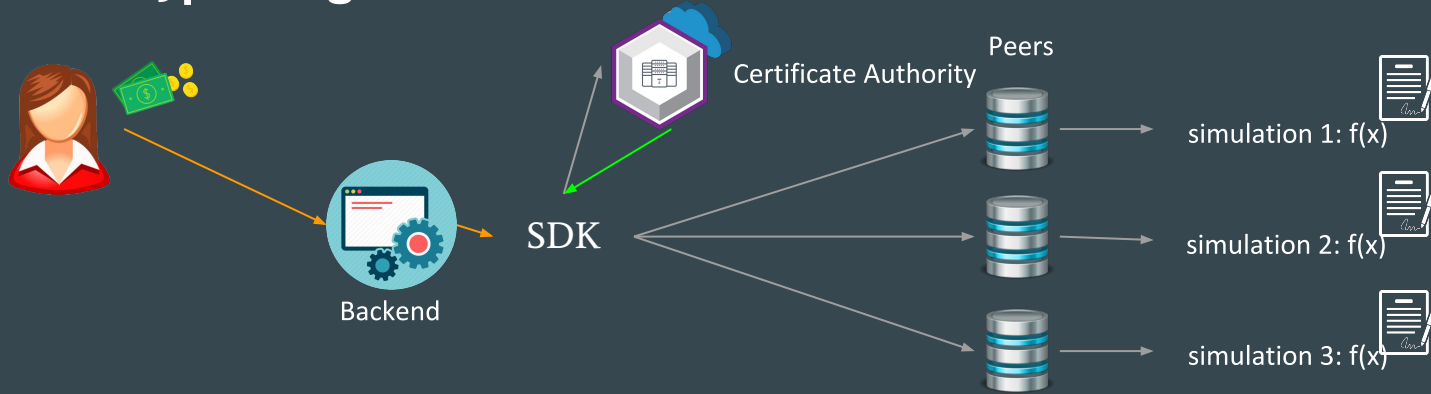 Peers
Certificate Authority
simulation 1: f(x)
SDK
simulation 2: f(x)
Backend
simulation 3: f(x)